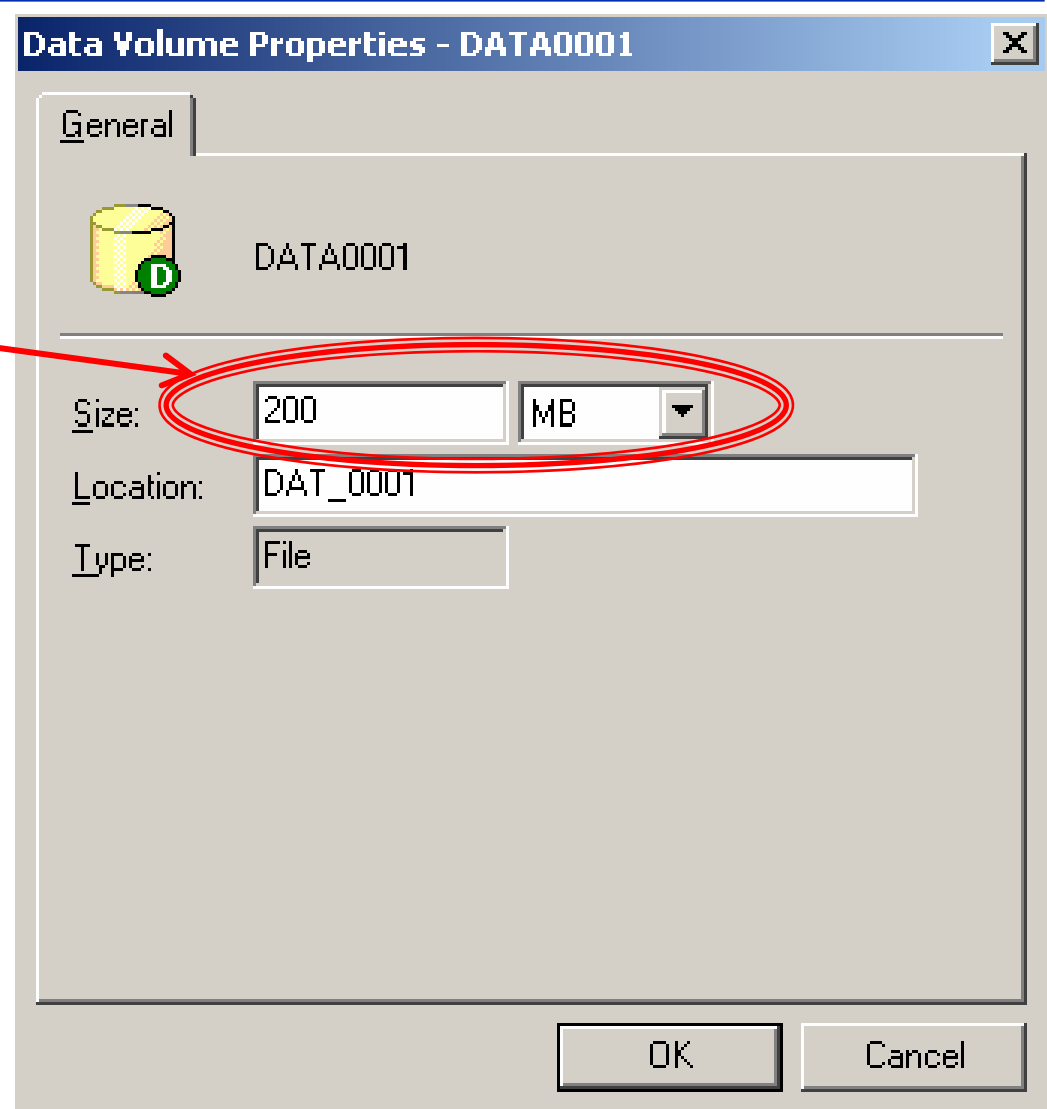 Data Volume Properties - DATA0001
General
D
DATA0001
Size: 200 MB
Location: DAT_0001
Type: File
OK Cancel